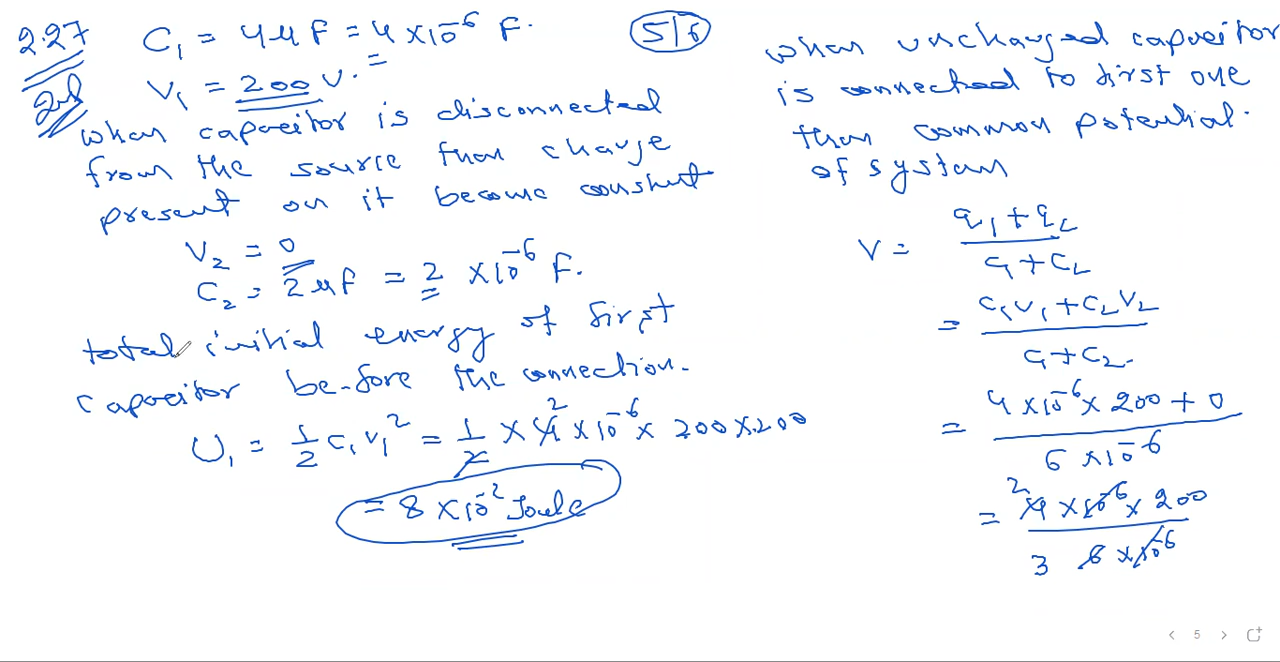 2.27
C₁ = 4μF = 4 × 10⁻⁶ F.
V₁ = 200 V.
when capacitor is disconnected
from the source then charge
present on it become constant
V₂ = 0
C₂ = 2μF = 2 × 10⁻⁶ F.
total initial energy of first
capacitor before the connection.
U₁ = 1/2 C₁V₁² = 1/2 × 4 2 × 10⁻⁶ × 200 × 200
= 8 × 10⁻² Joule
5/6
when uncharged capacitor
is connected to first one
then common potential.
of system
V = (q₁ + q₂)/(C₁ + C₂)
= (C₁V₁ + C₂V₂)/(C₁ + C₂.)
= (4 × 10⁻⁶ × 200 + 0)/(6 × 10⁻⁶)
= (2 4 × 10⁻⁶ × 200)/(3 6 × 10⁻⁶)
< 5 >